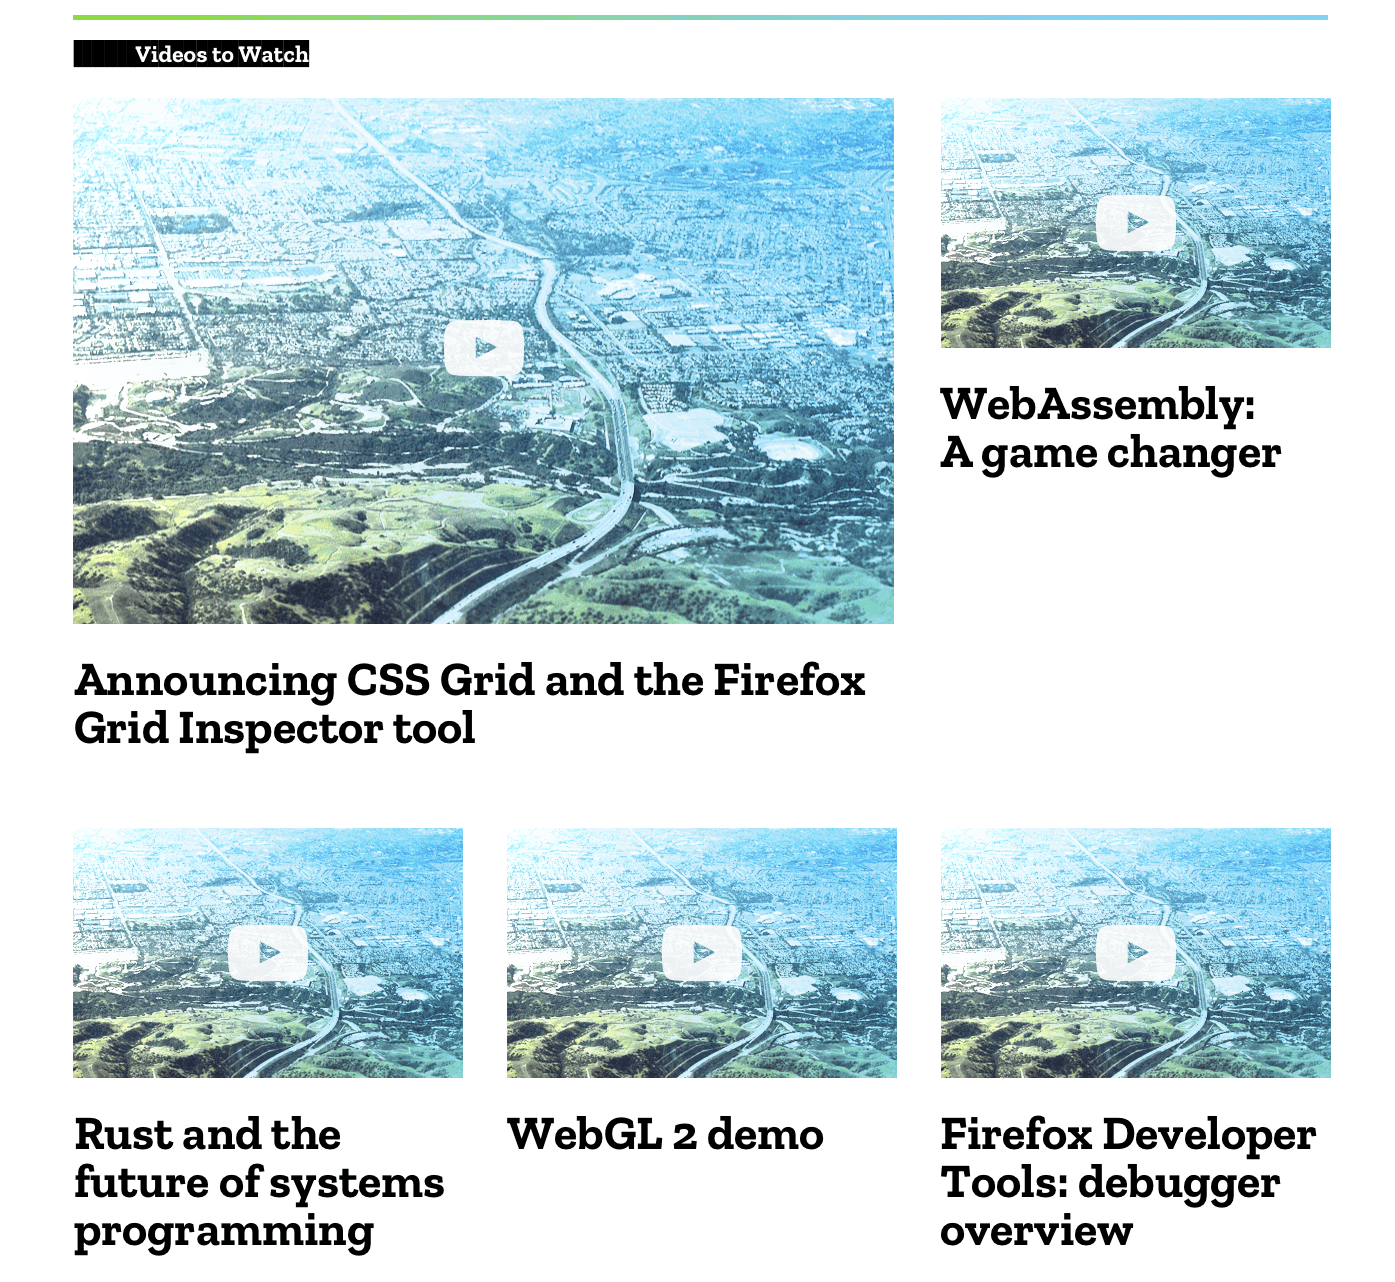 Videos to Watch
WebAssembly:
A game changer
Announcing CSS Grid and the Firefox
Grid Inspector tool
Rust and the
future of systems
programming
WebGL 2 demo
Firefox Developer
Tools: debugger
overview